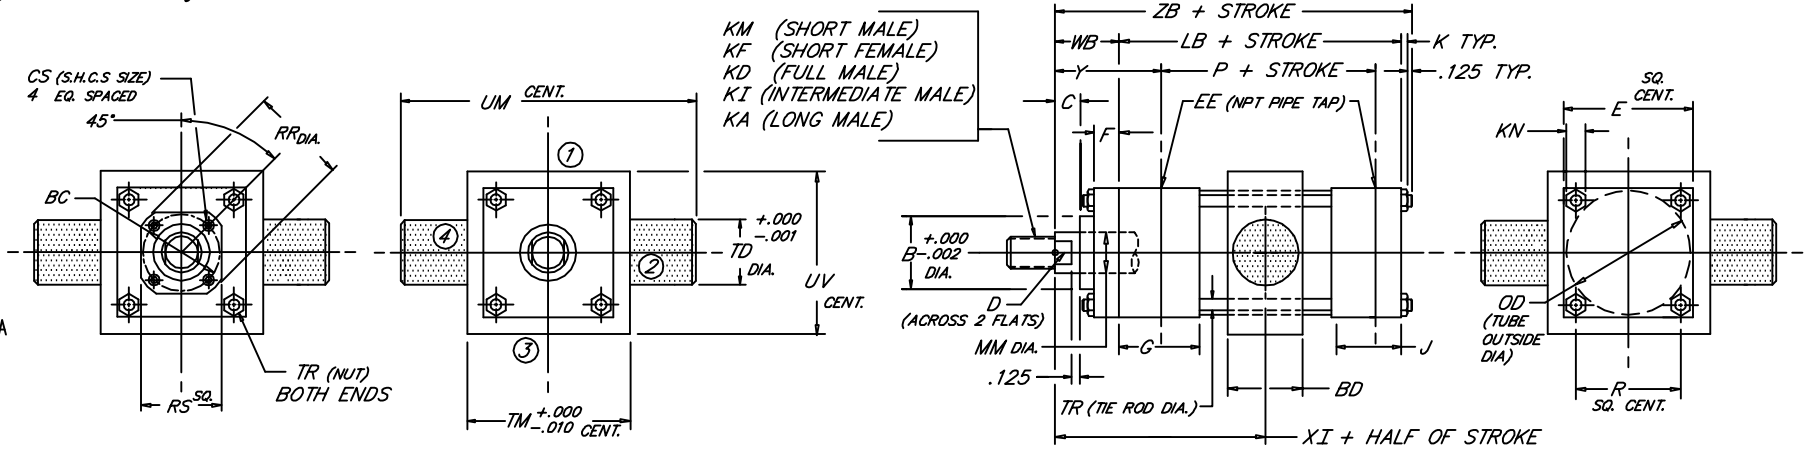 CS (S.H.C.S SIZE)
4 EQ. SPACED
45°
RR DIA.
BC
A
TR (NUT)
BOTH ENDS
RS SQ.
UM CENT.
1
4
2
3
TD +.000
-.001
DIA.
UV
CENT.
TM +.000
-.010 CENT.
KM (SHORT MALE)
KF (SHORT FEMALE)
KD (FULL MALE)
KI (INTERMEDIATE MALE)
KA (LONG MALE)
ZB + STROKE
WB
LB + STROKE
K TYP.
Y
P + STROKE
.125 TYP.
C
EE (NPT PIPE TAP)
F
B +.000
-.002
DIA.
D
(ACROSS 2 FLATS)
MM DIA.
G
J
.125
BD
TR (TIE ROD DIA.)
XI + HALF OF STROKE
SQ.
CENT.
E
KN
OD
(TUBE
OUTSIDE
DIA)
R
SQ. CENT.